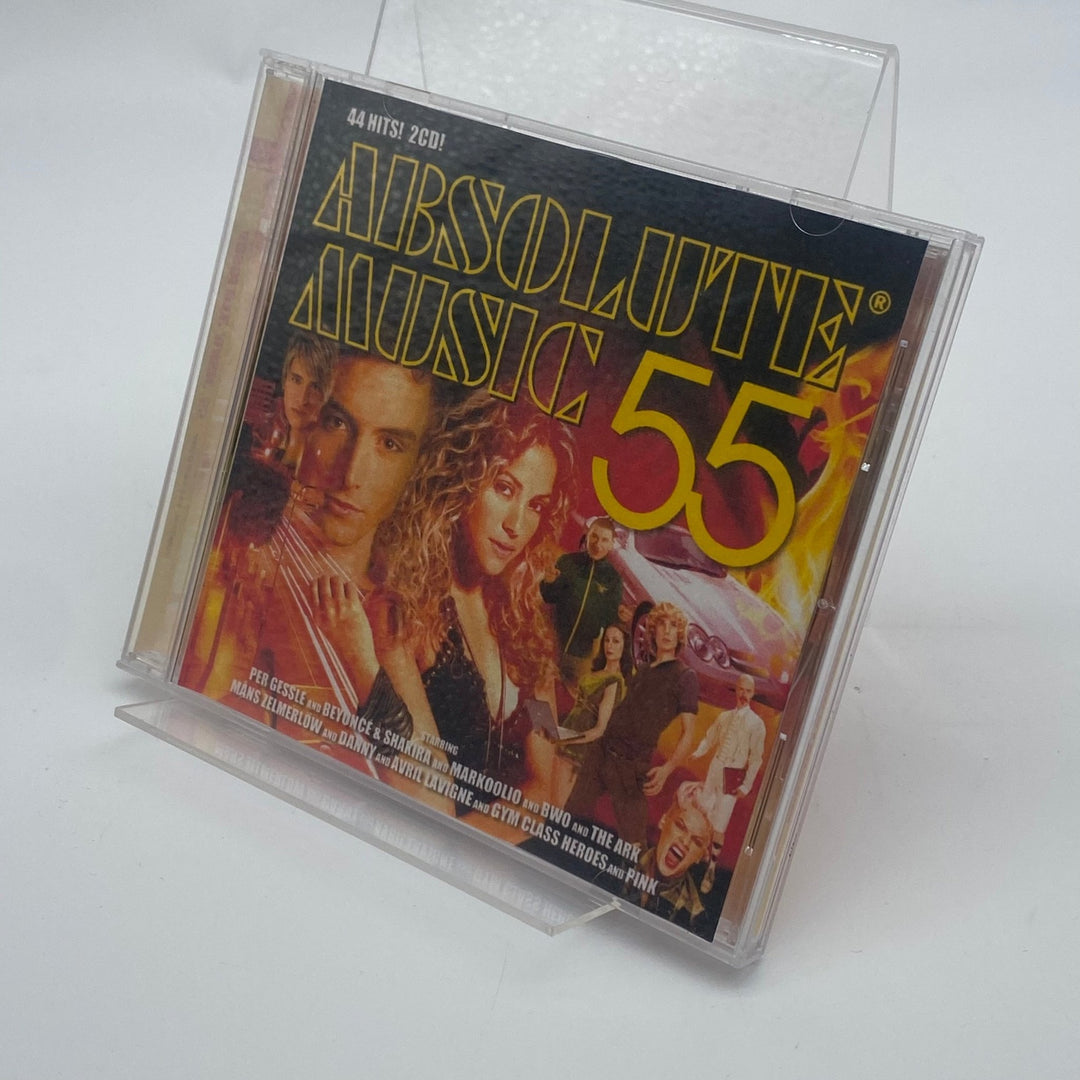 44 HITS! 2CD!
ABSOLUTE
MUSIC 55®
STARRING
PER GESSLE AND BEYONCÉ & SHAKIRA AND MARKOOLIO AND BWO AND THE ARK
MÅNS ZELMERLÖW AND DANNY AND AVRIL LAVIGNE AND GYM CLASS HEROES AND PINK